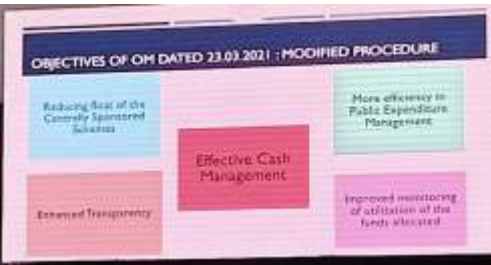 OBJECTIVES OF OM DATED 23.03.2021 : MODIFIED PROCEDURE
Reducing float of the
Centrally Sponsored
Schemes
More efficiency in
Public Expenditure
Management
Effective Cash
Management
Enhanced Transparency
Improved monitoring
of utilization of the
funds allocated